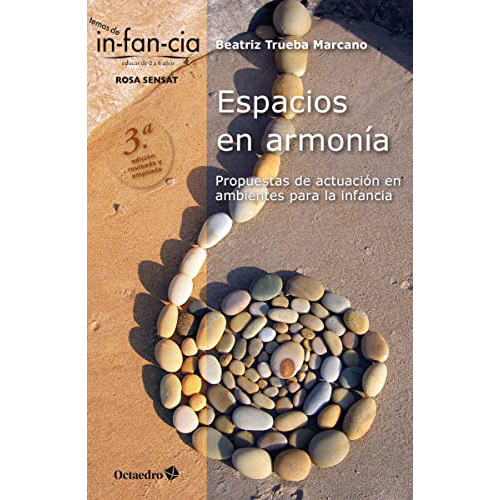 temas de
in-fan-cia
educar de 0 a 6 años
ROSA SENSAT
Beatriz Trueba Marcano
Espacios
en armonía
3.ª
edición
revisada y
ampliada
Propuestas de actuación en
ambientes para la infancia
Octaedro